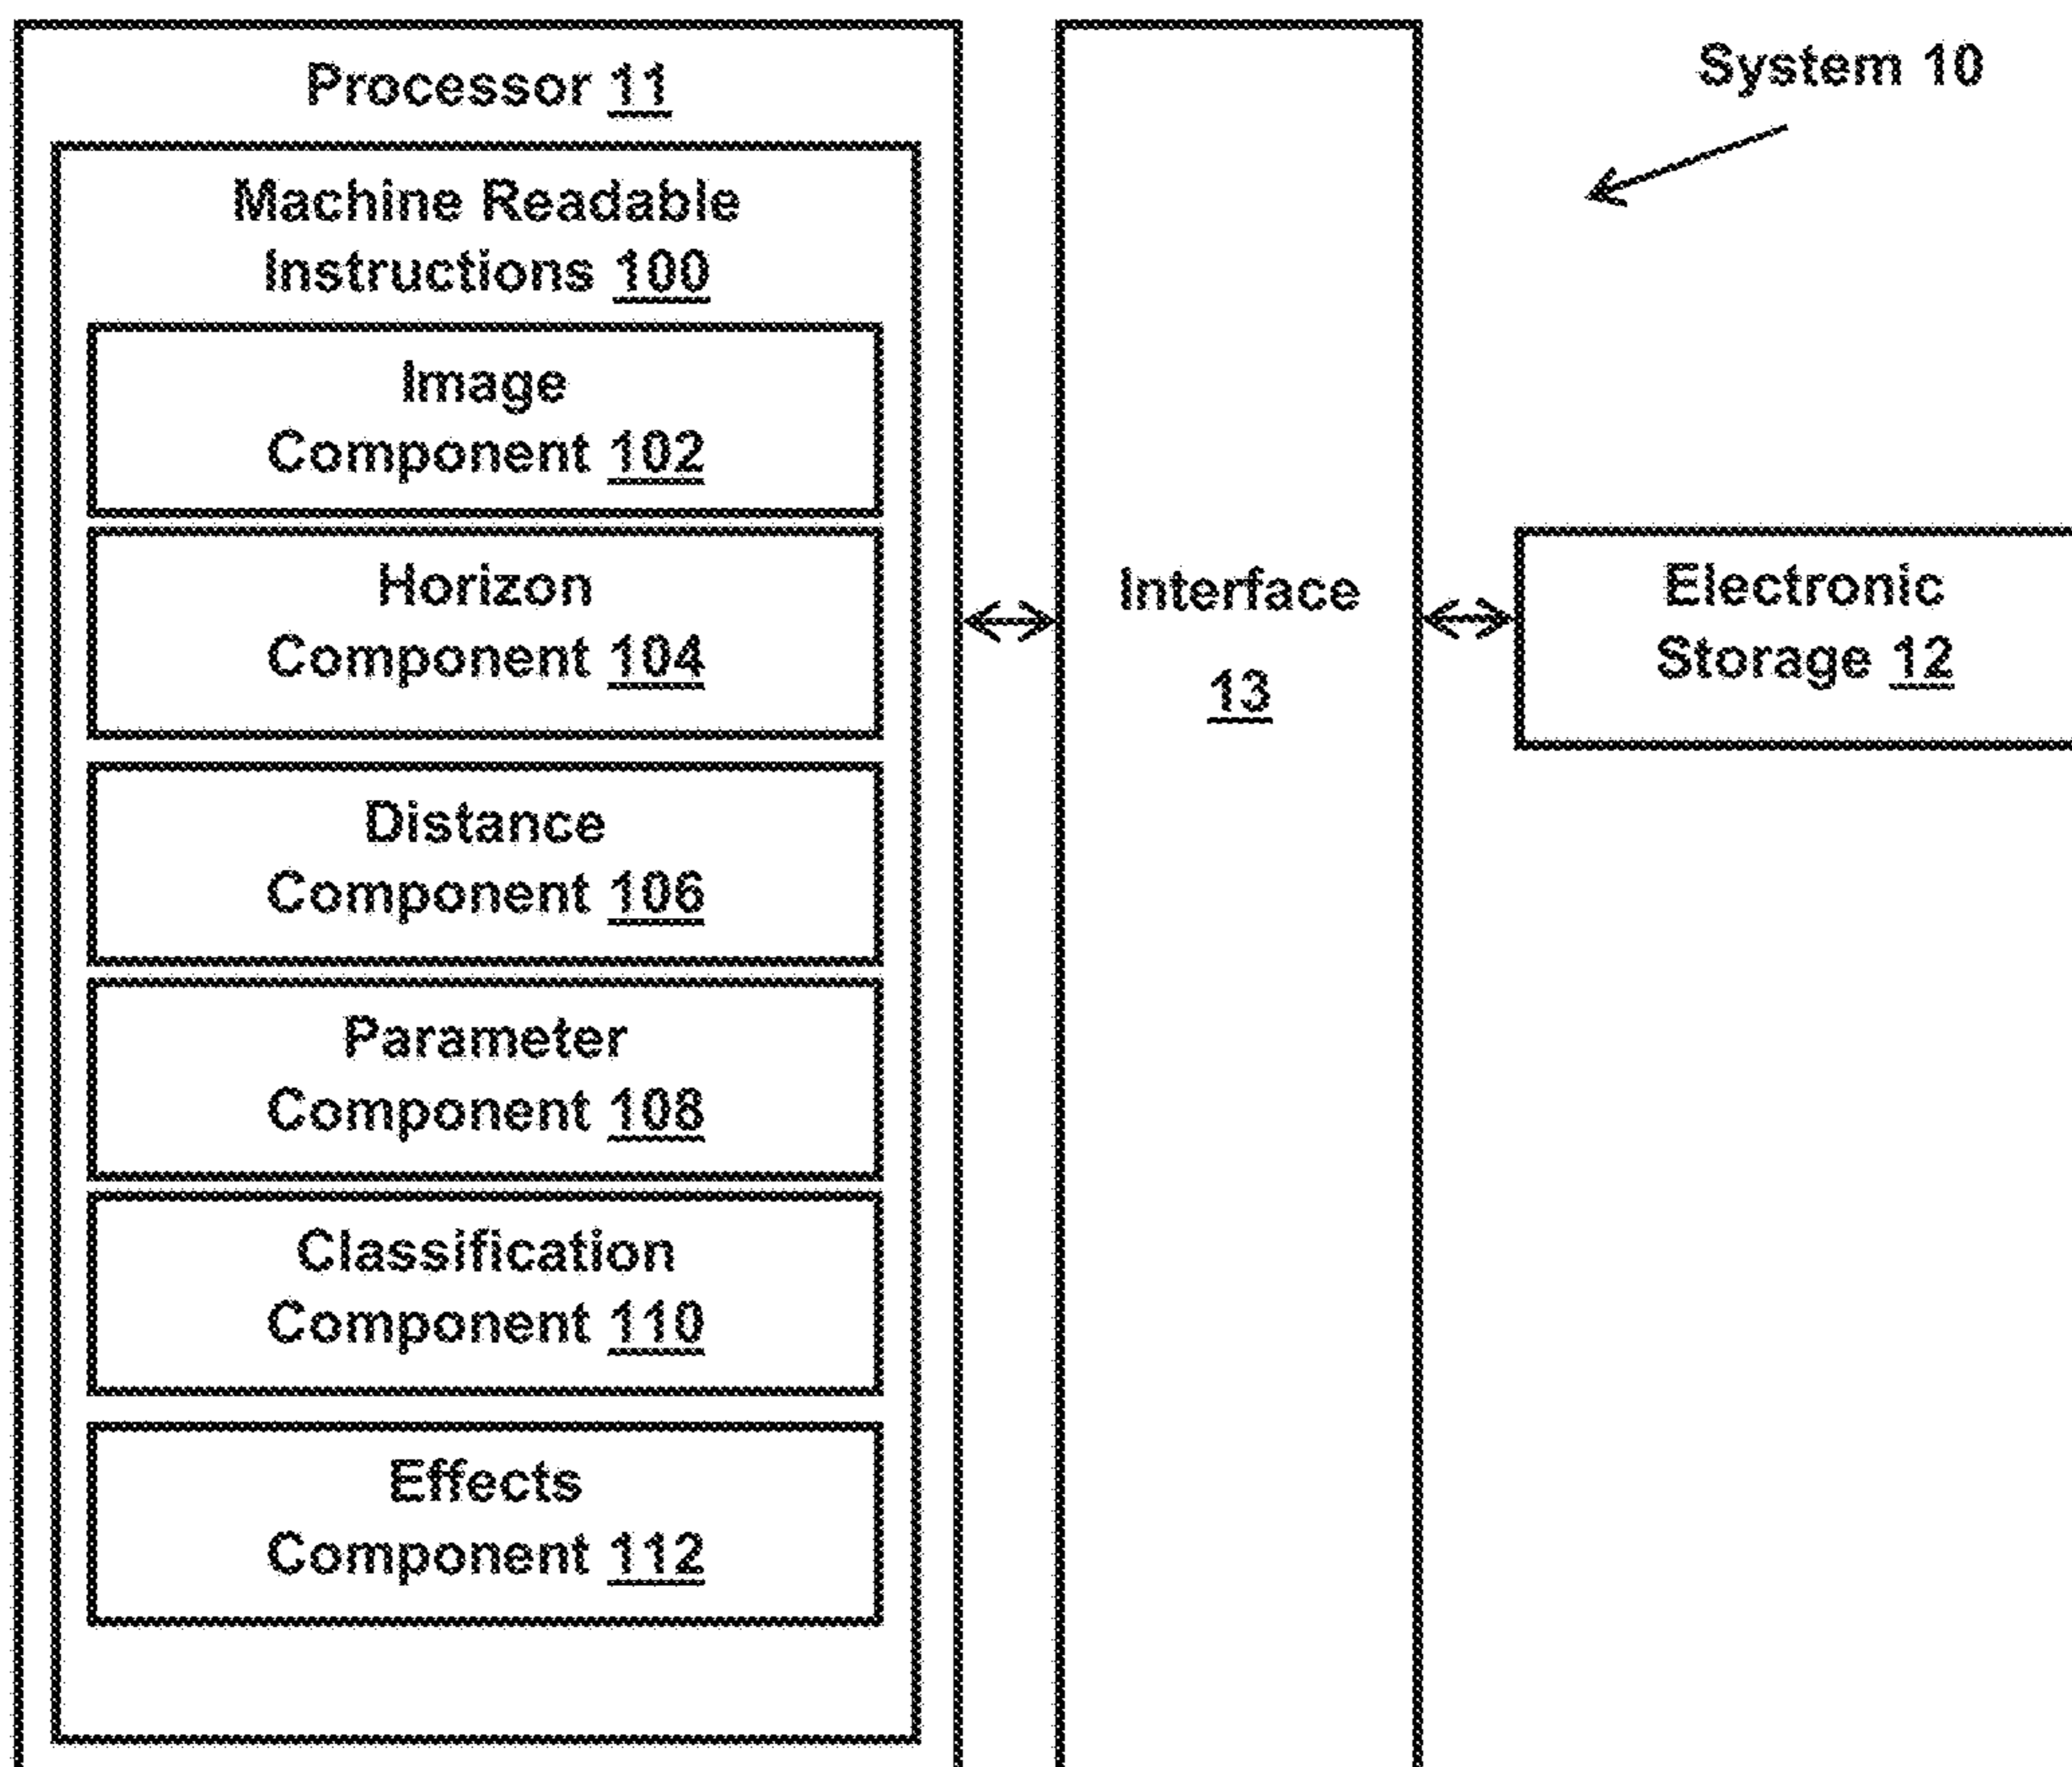 Processor 11
Machine Readable
Instructions 100
Image
Component 102
Horizon
Component 104
Distance
Component 106
Parameter
Component 108
Classification
Component 110
Effects
Component 112
Interface
13
System 10
Electronic
Storage 12